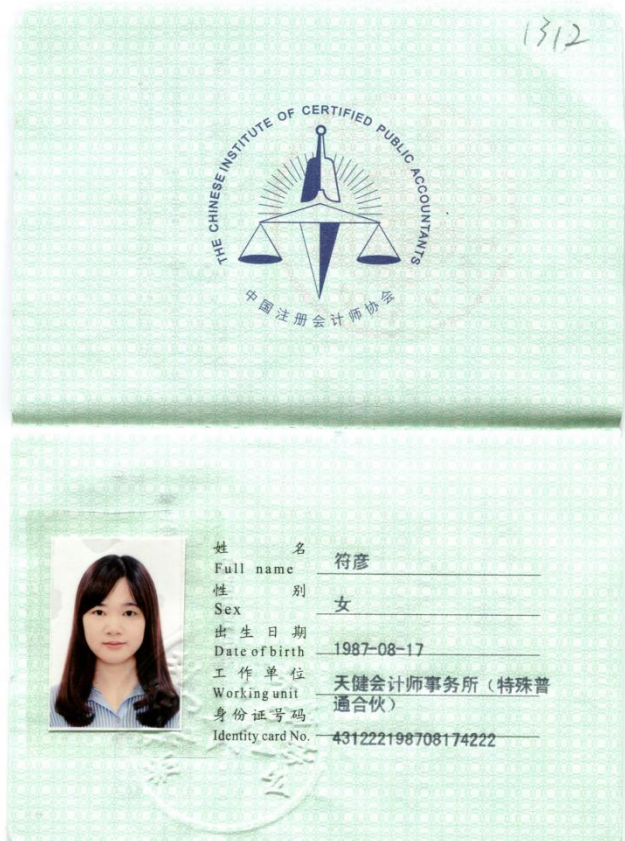 1312
THE CHINESE INSTITUTE OF CERTIFIED PUBLIC ACCOUNTANTS
中国注册会计师协会
姓 名 符彦
Full name
性 别 女
Sex
出生日期 1987-08-17
Date of birth
工作单位 天健会计师事务所（特殊普
Working unit 通合伙）
身份证号码 431222198708174222
Identity card No.